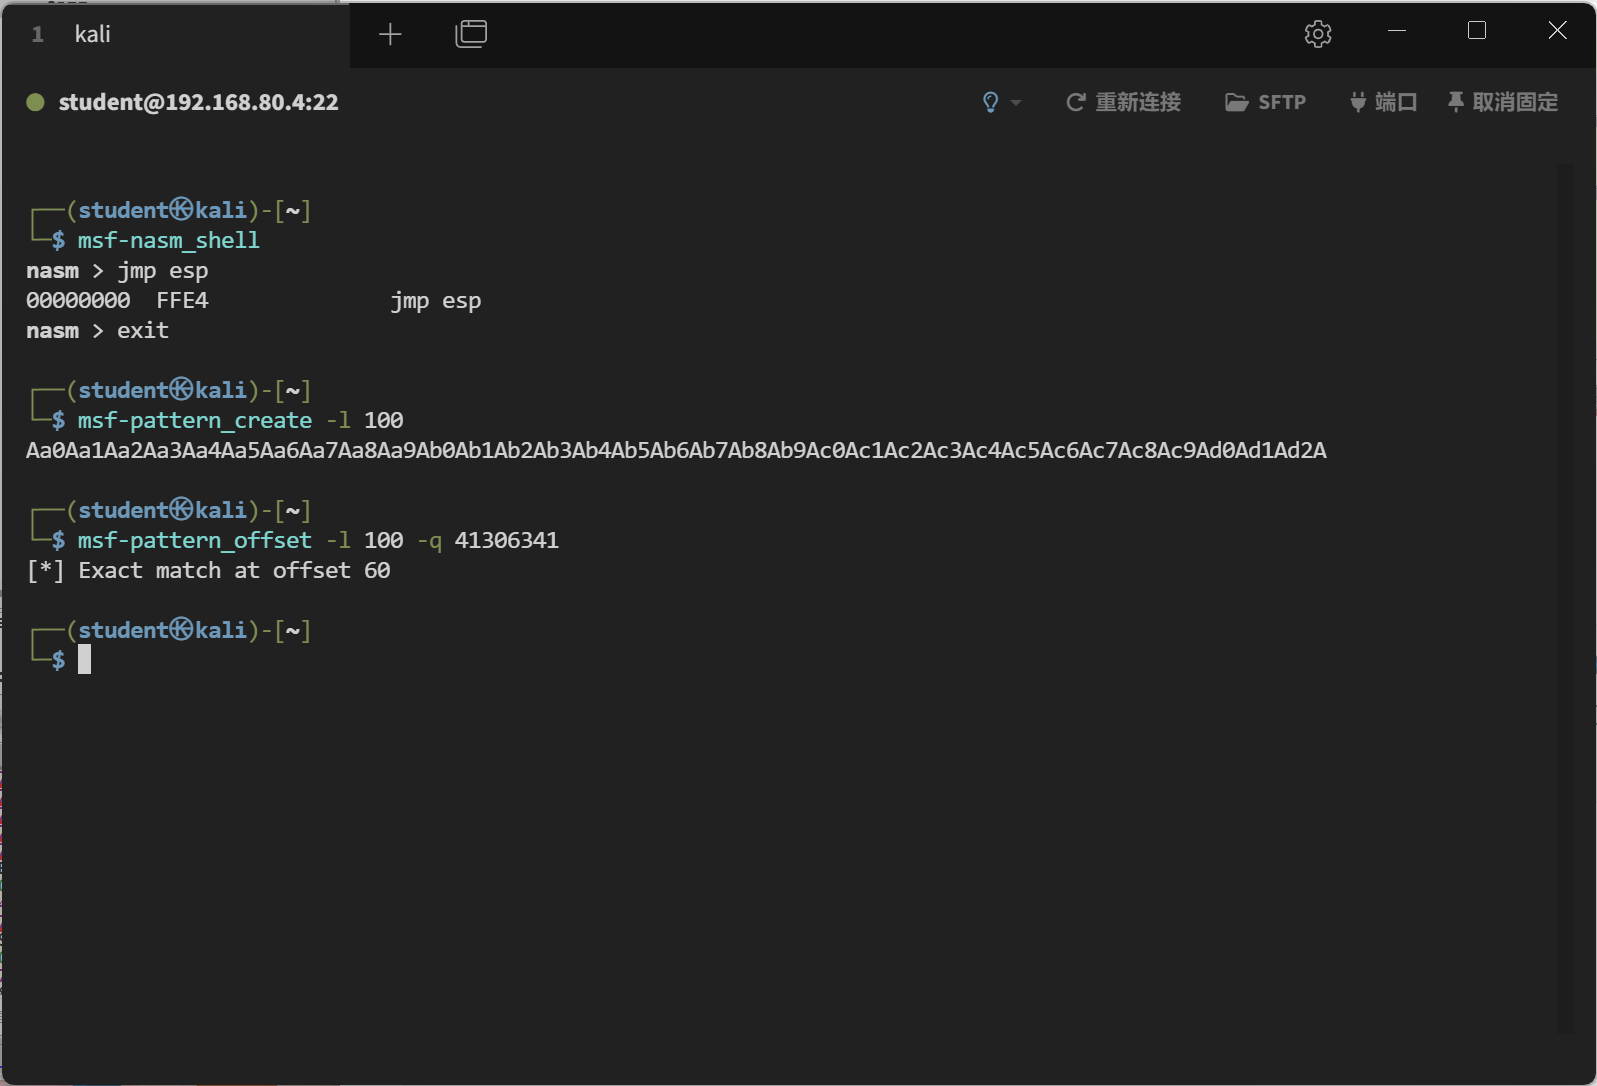 1 kali
student@192.168.80.4:22 重新连接 SFTP 端口 取消固定
┌──(student㉿kali)-[~]
└─$ msf-nasm_shell
nasm > jmp esp
00000000  FFE4              jmp esp
nasm > exit
┌──(student㉿kali)-[~]
└─$ msf-pattern_create -l 100
Aa0Aa1Aa2Aa3Aa4Aa5Aa6Aa7Aa8Aa9Ab0Ab1Ab2Ab3Ab4Ab5Ab6Ab7Ab8Ab9Ac0Ac1Ac2Ac3Ac4Ac5Ac6Ac7Ac8Ac9Ad0Ad1Ad2A
┌──(student㉿kali)-[~]
└─$ msf-pattern_offset -l 100 -q 41306341
[*] Exact match at offset 60
┌──(student㉿kali)-[~]
└─$